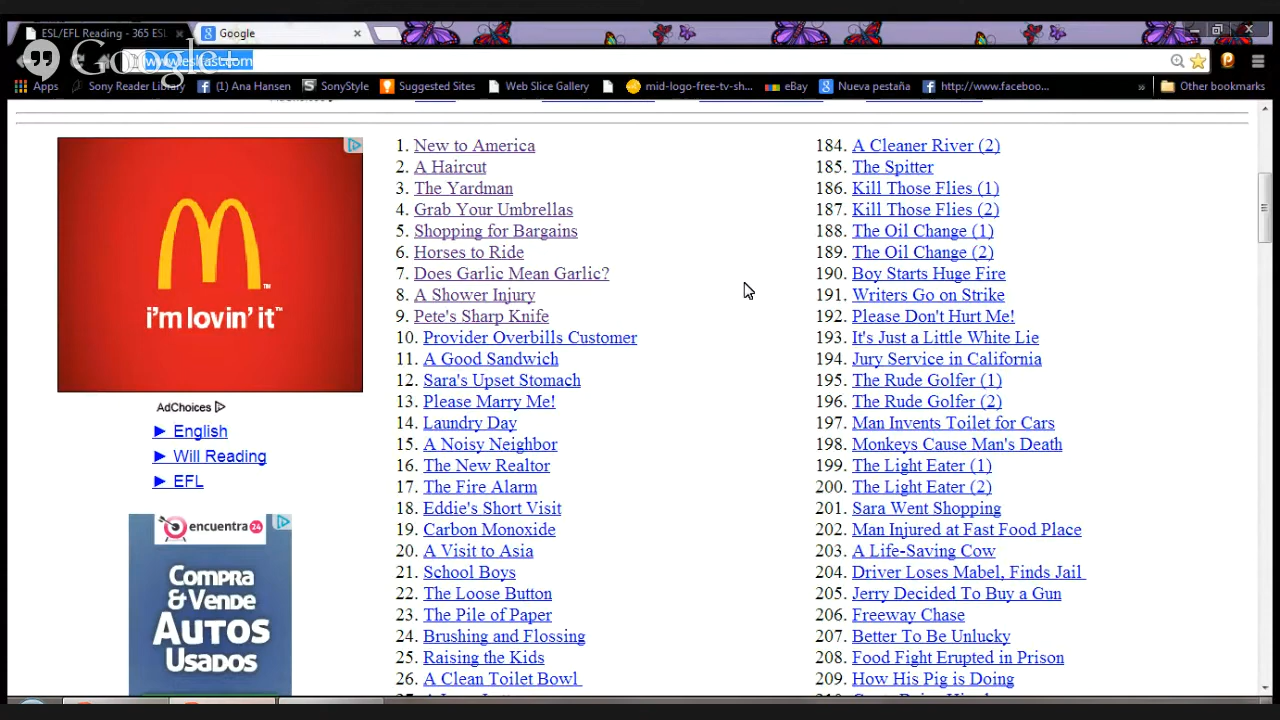 ESL/EFL Reading - 365 ESL
Google
Google+
www.eslfast.com
Apps
Sony Reader Library
(1) Ana Hansen
SonyStyle
Suggested Sites
Web Slice Gallery
mid-logo-free-tv-sh...
eBay
Nueva pestaña
http://www.faceboo...
»
Other bookmarks
i'm lovin' it™
AdChoices
► English
► Will Reading
► EFL
encuentra24
Compra
& Vende
AUTOS
USADOS
1. New to America
2. A Haircut
3. The Yardman
4. Grab Your Umbrellas
5. Shopping for Bargains
6. Horses to Ride
7. Does Garlic Mean Garlic?
8. A Shower Injury
9. Pete's Sharp Knife
10. Provider Overbills Customer
11. A Good Sandwich
12. Sara's Upset Stomach
13. Please Marry Me!
14. Laundry Day
15. A Noisy Neighbor
16. The New Realtor
17. The Fire Alarm
18. Eddie's Short Visit
19. Carbon Monoxide
20. A Visit to Asia
21. School Boys
22. The Loose Button
23. The Pile of Paper
24. Brushing and Flossing
25. Raising the Kids
26. A Clean Toilet Bowl
184. A Cleaner River (2)
185. The Spitter
186. Kill Those Flies (1)
187. Kill Those Flies (2)
188. The Oil Change (1)
189. The Oil Change (2)
190. Boy Starts Huge Fire
191. Writers Go on Strike
192. Please Don't Hurt Me!
193. It's Just a Little White Lie
194. Jury Service in California
195. The Rude Golfer (1)
196. The Rude Golfer (2)
197. Man Invents Toilet for Cars
198. Monkeys Cause Man's Death
199. The Light Eater (1)
200. The Light Eater (2)
201. Sara Went Shopping
202. Man Injured at Fast Food Place
203. A Life-Saving Cow
204. Driver Loses Mabel, Finds Jail
205. Jerry Decided To Buy a Gun
206. Freeway Chase
207. Better To Be Unlucky
208. Food Fight Erupted in Prison
209. How His Pig is Doing